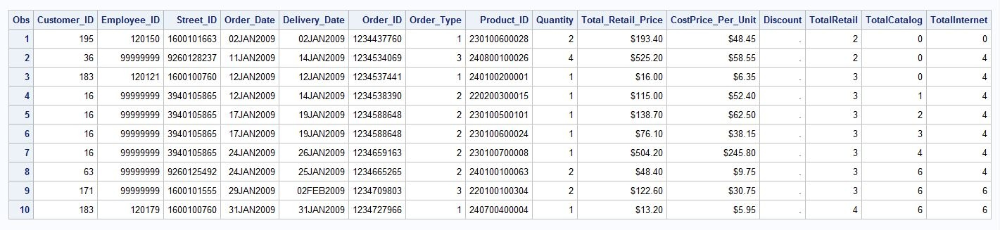 Obs Customer_ID Employee_ID Street_ID Order_Date Delivery_Date Order_ID Order_Type Product_ID Quantity Total_Retail_Price CostPrice_Per_Unit Discount TotalRetail TotalCatalog TotalInternet
1 195 120150 1600101663 02JAN2009 02JAN2009 1234437760 1 230100600028 2 $193.40 $48.45 . 2 0 0
2 36 99999999 9260128237 11JAN2009 14JAN2009 1234534069 3 240800100026 4 $525.20 $58.55 . 2 0 4
3 183 120121 1600100760 12JAN2009 12JAN2009 1234537441 1 240100200001 1 $16.00 $6.35 . 3 0 4
4 16 99999999 3940105865 12JAN2009 14JAN2009 1234538390 2 220200300015 1 $115.00 $52.40 . 3 1 4
5 16 99999999 3940105865 17JAN2009 19JAN2009 1234588648 2 230100500101 1 $138.70 $62.50 . 3 2 4
6 16 99999999 3940105865 17JAN2009 19JAN2009 1234588648 2 230100600024 1 $76.10 $38.15 . 3 3 4
7 16 99999999 3940105865 24JAN2009 26JAN2009 1234659163 2 230100700008 1 $504.20 $245.80 . 3 4 4
8 63 99999999 9260125492 24JAN2009 25JAN2009 1234665265 2 240100100063 2 $48.40 $9.75 . 3 6 4
9 171 99999999 1600101555 29JAN2009 02FEB2009 1234709803 3 220100100304 2 $122.60 $30.75 . 3 6 6
10 183 120179 1600100760 31JAN2009 31JAN2009 1234727966 1 240700400004 1 $13.20 $5.95 . 4 6 6